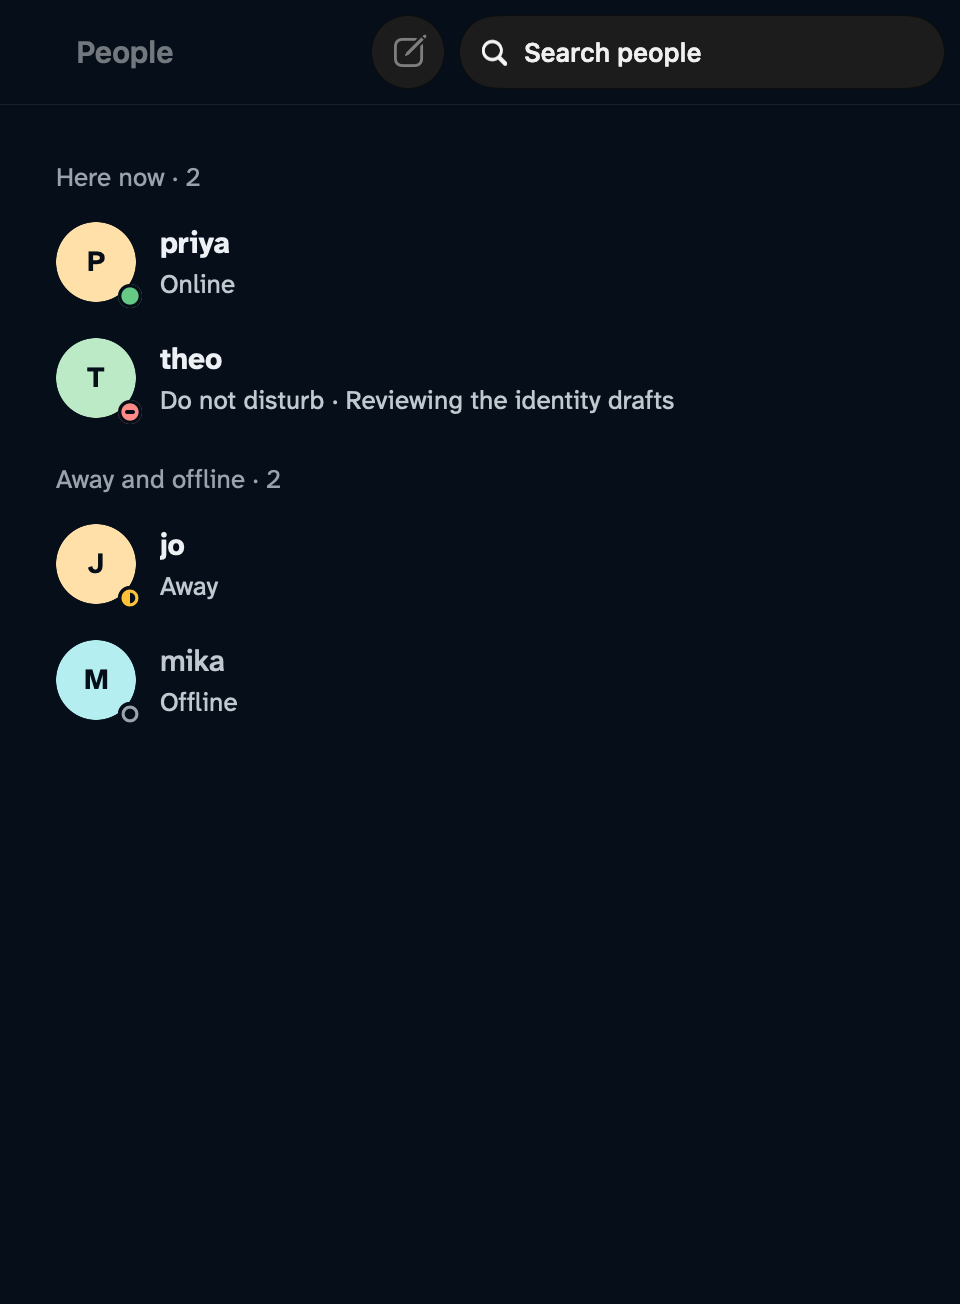 People
Search people
Here now · 2
P
priya
Online
T
theo
Do not disturb · Reviewing the identity drafts
Away and offline · 2
J
jo
Away
M
mika
Offline